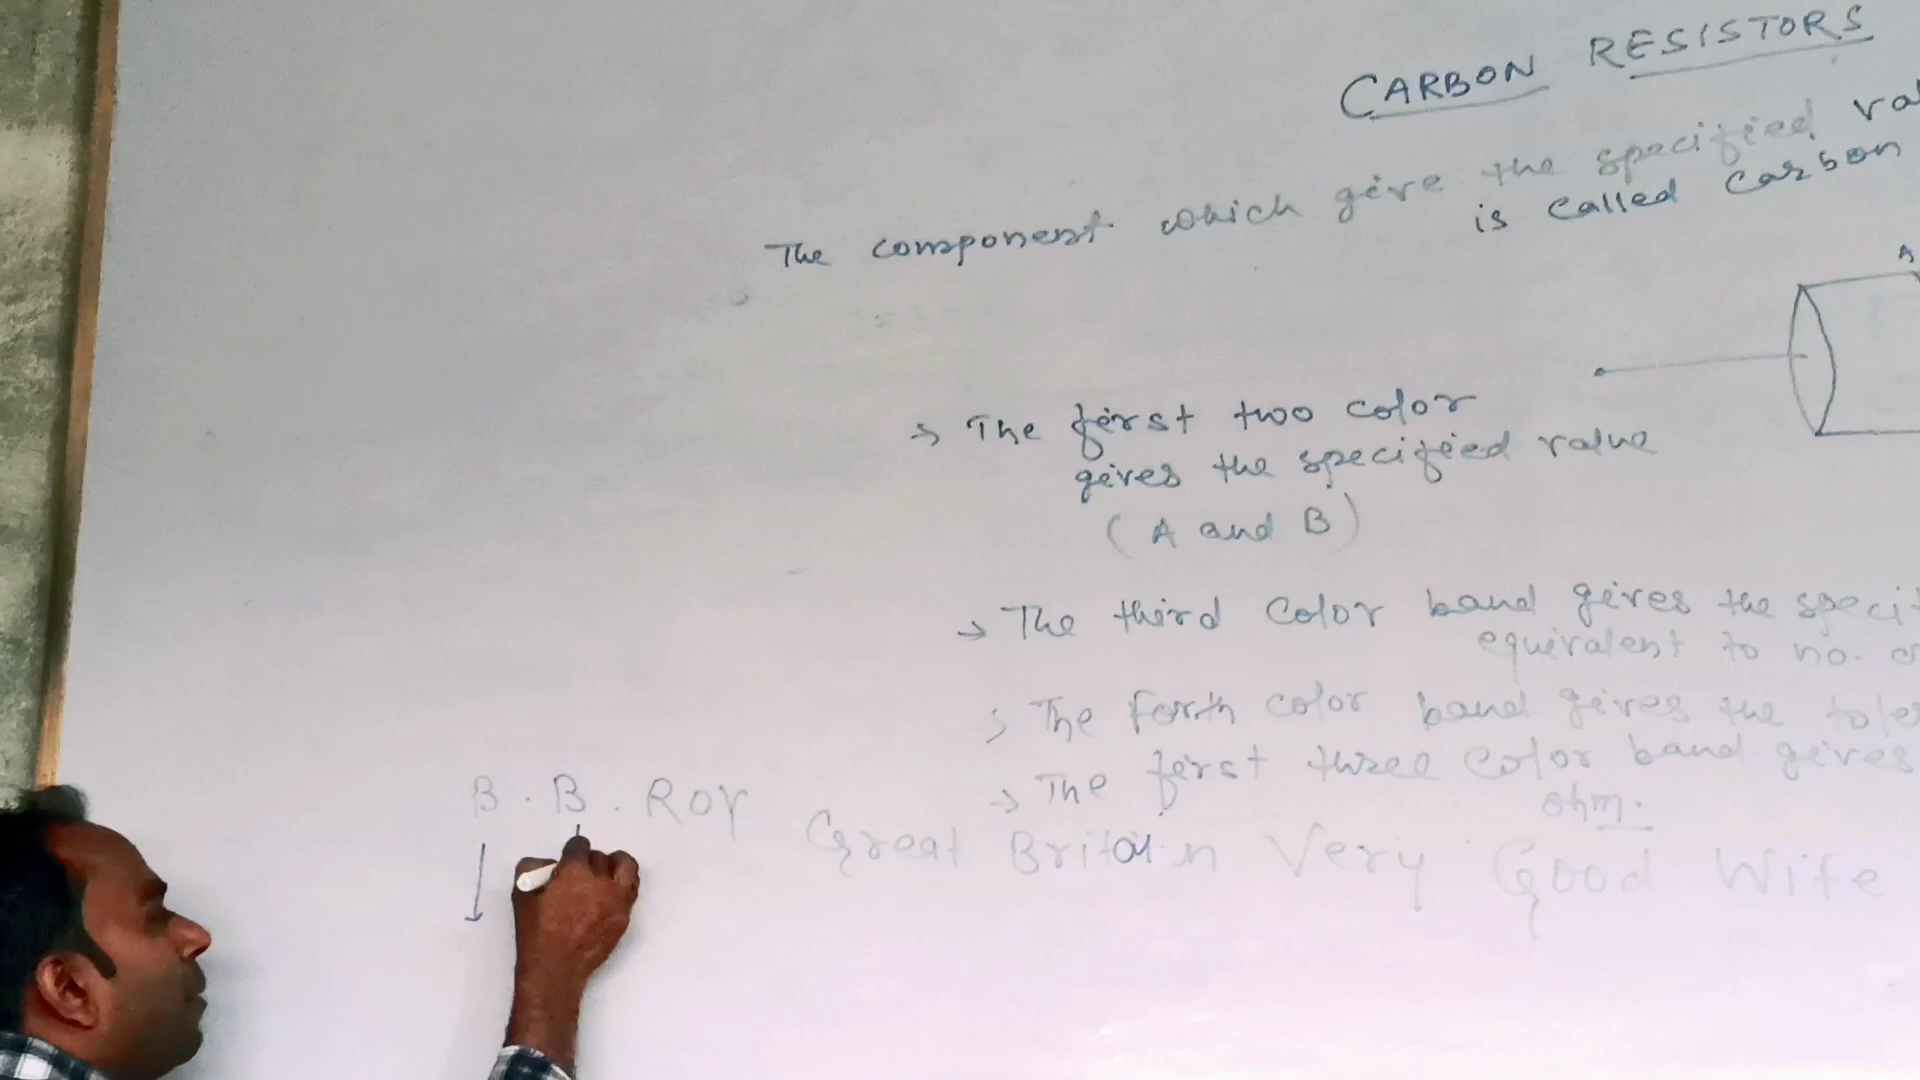 CARBON RESISTORS
The component which give the specified
is called carbon
A
→ The first two color
gives the specified value
(A and B)
→ The third color band gives the
equivalent to no.
→ The forth color band gives the
→ The first three color band gives
ohm.
B . B . ROY Great Britain Very Good Wife